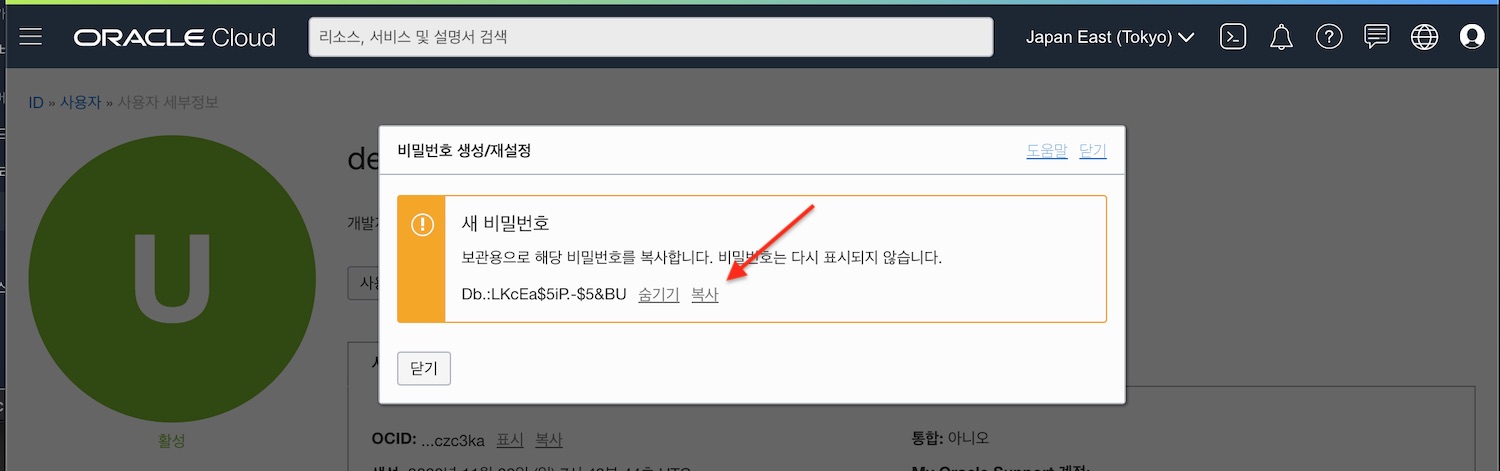 ORACLE Cloud
리소스, 서비스 및 설명서 검색
Japan East (Tokyo)
ID » 사용자 » 사용자 세부정보
U
활성
de
비밀번호 생성/재설정
도움말 닫기
새 비밀번호
보관용으로 해당 비밀번호를 복사합니다. 비밀번호는 다시 표시되지 않습니다.
Db.:LKcEa$5iP.-$5&BU 숨기기 복사
닫기
OCID: ...czc3ka 표시 복사
통합: 아니오
My Oracle Support 계정: